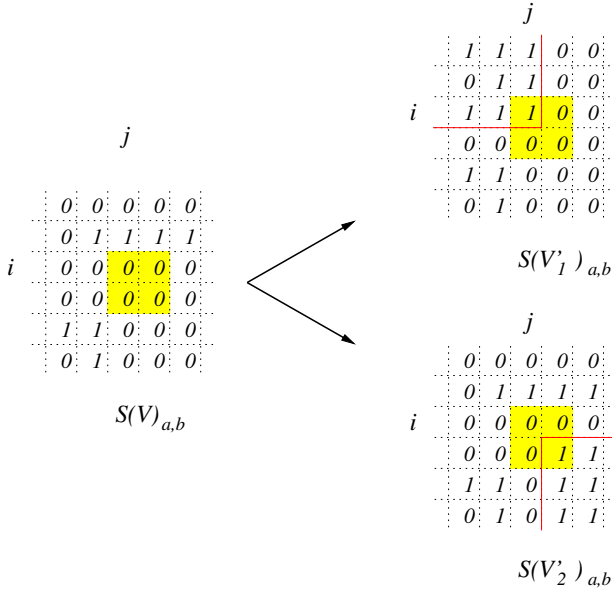 j
1 1 1 0 0
0 1 1 0 0
i 1 1 1 0 0
0 0 0 0 0
1 1 0 0 0
0 1 0 0 0
S(V'_1)_{a,b}
j
0 0 0 0 0
0 1 1 1 1
i 0 0 0 0 0
0 0 0 0 0
1 1 0 0 0
0 1 0 0 0
S(V)_{a,b}
j
0 0 0 0 0
0 1 1 1 1
i 0 0 0 0 0
0 0 0 1 1
1 1 0 1 1
0 1 0 1 1
S(V'_2)_{a,b}